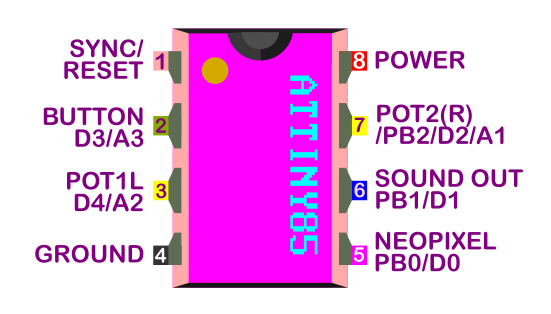 SYNC/
RESET
1
BUTTON
D3/A3
2
POT1L
D4/A2
3
GROUND
4
ATTINY85
8
POWER
7
POT2(R)
/PB2/D2/A1
6
SOUND OUT
PB1/D1
5
NEOPIXEL
PB0/D0